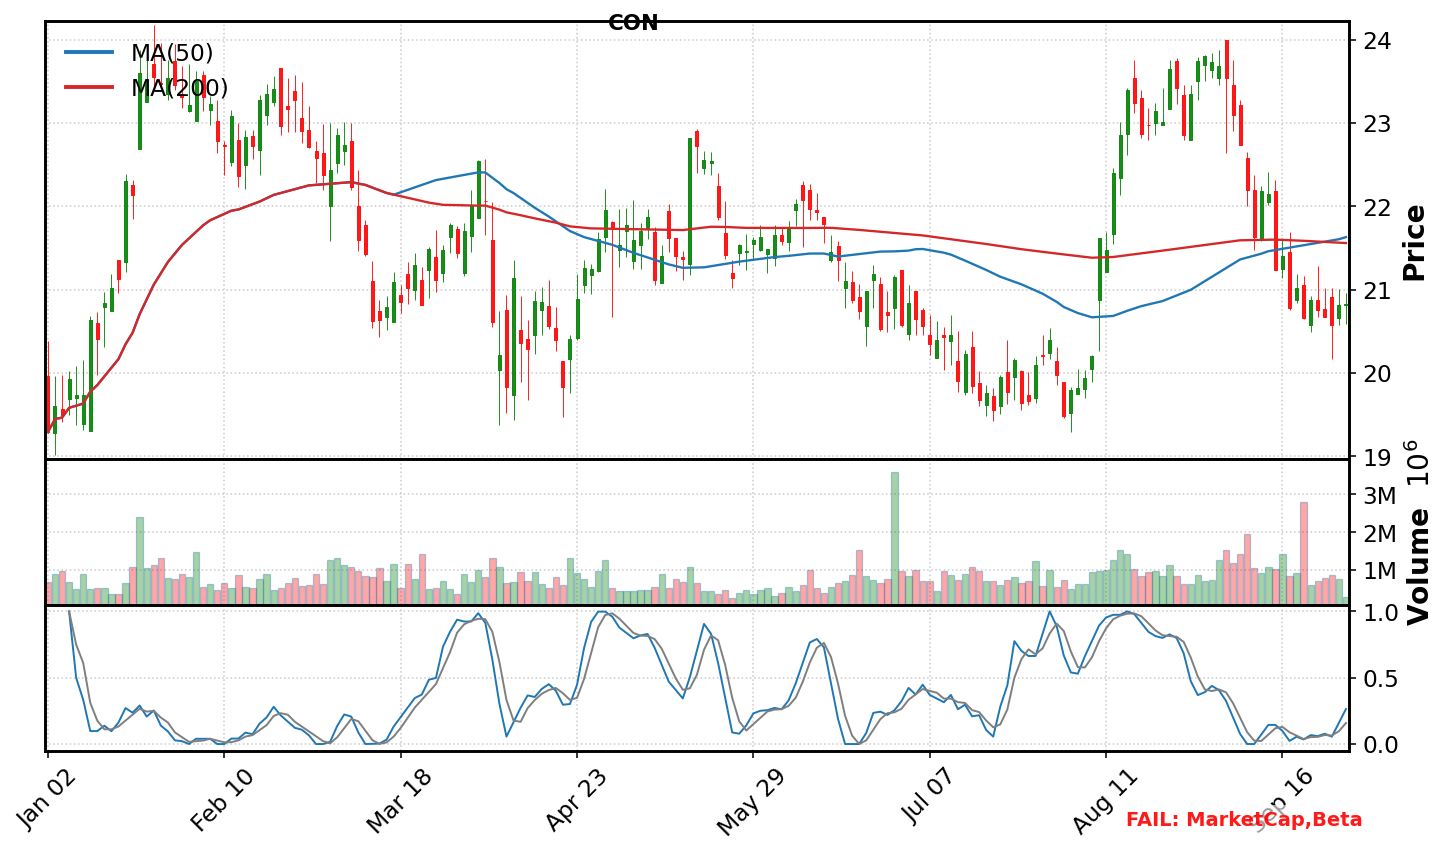 CON
MA(50)
MA(200)
24
23
22
21
20
19
Price
3M
2M
1M
Volume 10⁶
1.0
0.5
0.0
Jan 02
Feb 10
Mar 18
Apr 23
May 29
Jul 07
Aug 11
Sep 16
FAIL: MarketCap,Beta